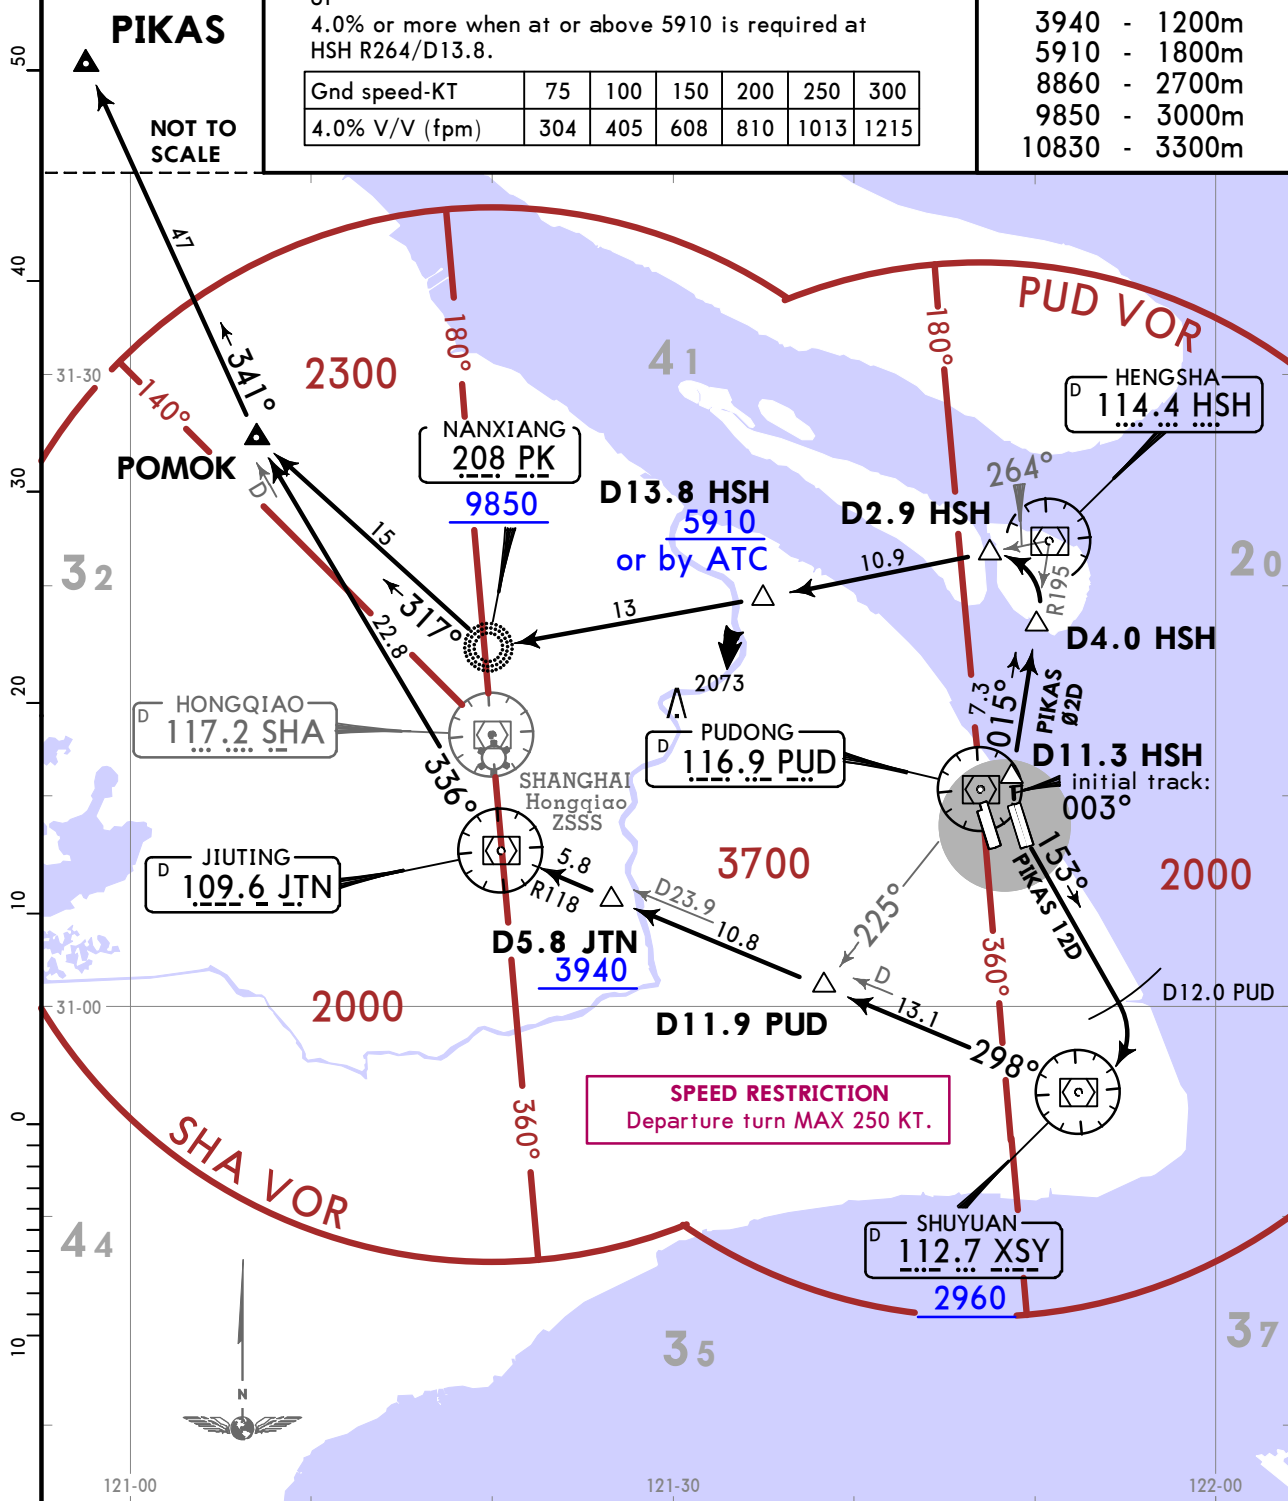 or
4.0% or more when at or above 5910 is required at
HSH R264/D13.8.
Gnd speed-KT 75 100 150 200 250 300
4.0% V/V (fpm) 304 405 608 810 1013 1215
3940 - 1200m
5910 - 1800m
8860 - 2700m
9850 - 3000m
10830 - 3300m
PIKAS
NOT TO
SCALE
50
40
30
20
10
0
10
47
341°
2300
180°
180°
140°
PUD VOR
41
31-30
HENGSHA
D 114.4 HSH
NANXIANG
208 PK
9850
POMOK
D
D13.8 HSH
5910
or by ATC
D2.9 HSH
264°
R195
15
10.9
32
20
317°
13
22.8
D4.0 HSH
2073
7.3
015°
PIKAS
Ø2D
HONGQIAO
D 117.2 SHA
PUDONG
D 116.9 PUD
D11.3 HSH
initial track:
003°
336°
SHANGHAI
Hongqiao
ZSSS
JIUTING
D 109.6 JTN
5.8
R118
3700
2000
153°
PIKAS 12D
D23.9
10.8
225°
D5.8 JTN
3940
360°
D
13.1
D12.0 PUD
2000
31-00
D11.9 PUD
298°
SPEED RESTRICTION
Departure turn MAX 250 KT.
360°
SHA VOR
SHUYUAN
D 112.7 XSY
2960
44
35
37
N
121-00
121-30
122-00